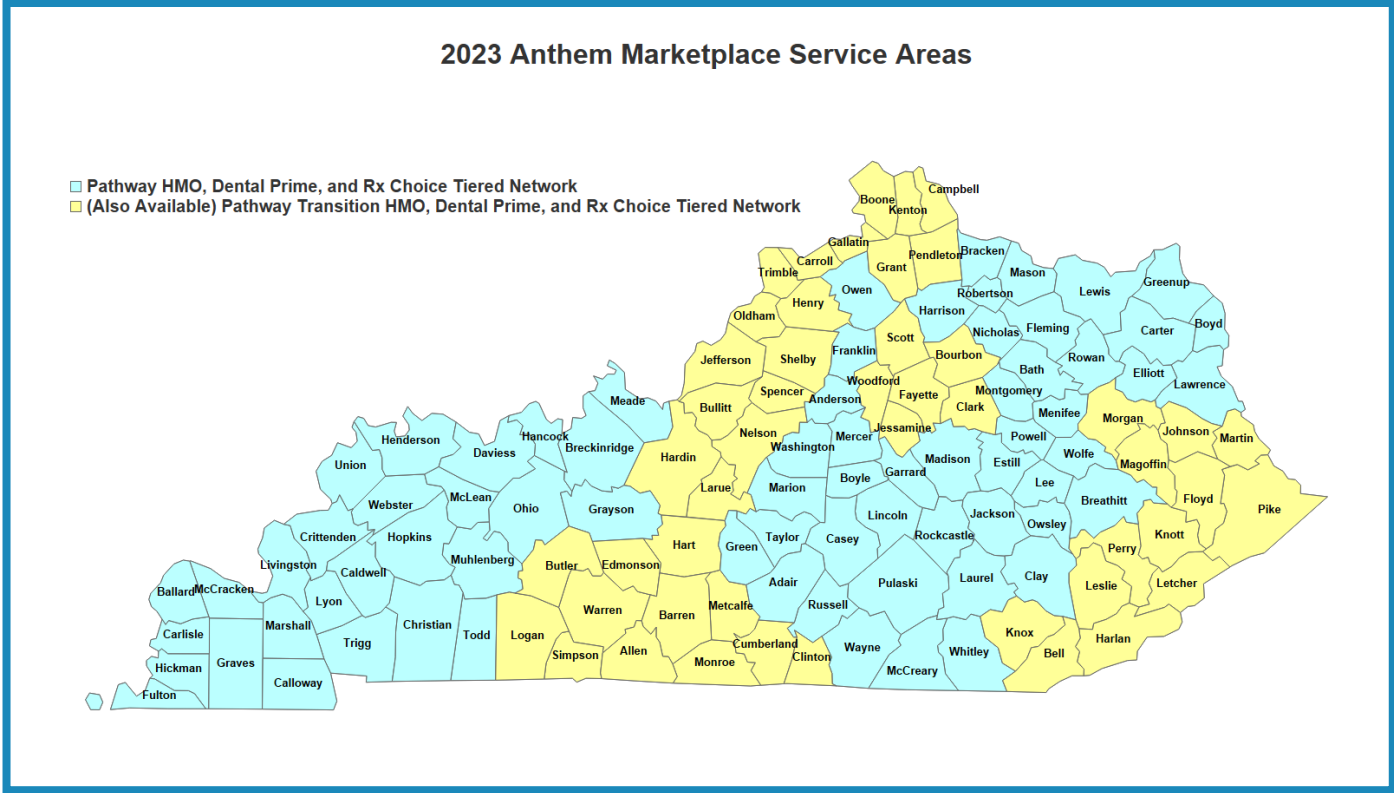 2023 Anthem Marketplace Service Areas
Pathway HMO, Dental Prime, and Rx Choice Tiered Network
(Also Available) Pathway Transition HMO, Dental Prime, and Rx Choice Tiered Network
Campbell
Boone
Kenton
Gallatin
Bracken
Pendleton
Carroll
Grant
Trimble
Mason
Greenup
Owen
Lewis
Robertson
Henry
Harrison
Oldham
Boyd
Fleming
Carter
Nicholas
Scott
Franklin
Bourbon
Rowan
Shelby
Jefferson
Bath
Elliott
Woodford
Lawrence
Montgomery
Spencer
Fayette
Anderson
Meade
Clark
Bullitt
Menifee
Morgan
Jessamine
Johnson
Nelson
Mercer
Powell
Hancock
Martin
Henderson
Washington
Breckinridge
Daviess
Wolfe
Hardin
Madison
Estill
Magoffin
Union
Garrard
Boyle
Lee
Larue
Marion
McLean
Floyd
Breathitt
Webster
Ohio
Grayson
Pike
Jackson
Lincoln
Owsley
Knott
Rockcastle
Crittenden
Hopkins
Taylor
Casey
Hart
Green
Perry
Muhlenberg
Livingston
Butler
Edmonson
Caldwell
Clay
Laurel
Adair
Pulaski
Letcher
Leslie
McCracken
Ballard
Lyon
Russell
Metcalfe
Warren
Barren
Marshall
Christian
Knox
Carlisle
Todd
Logan
Harlan
Trigg
Cumberland
Wayne
Allen
Whitley
Bell
Simpson
Clinton
Monroe
Graves
Hickman
McCreary
Calloway
Fulton